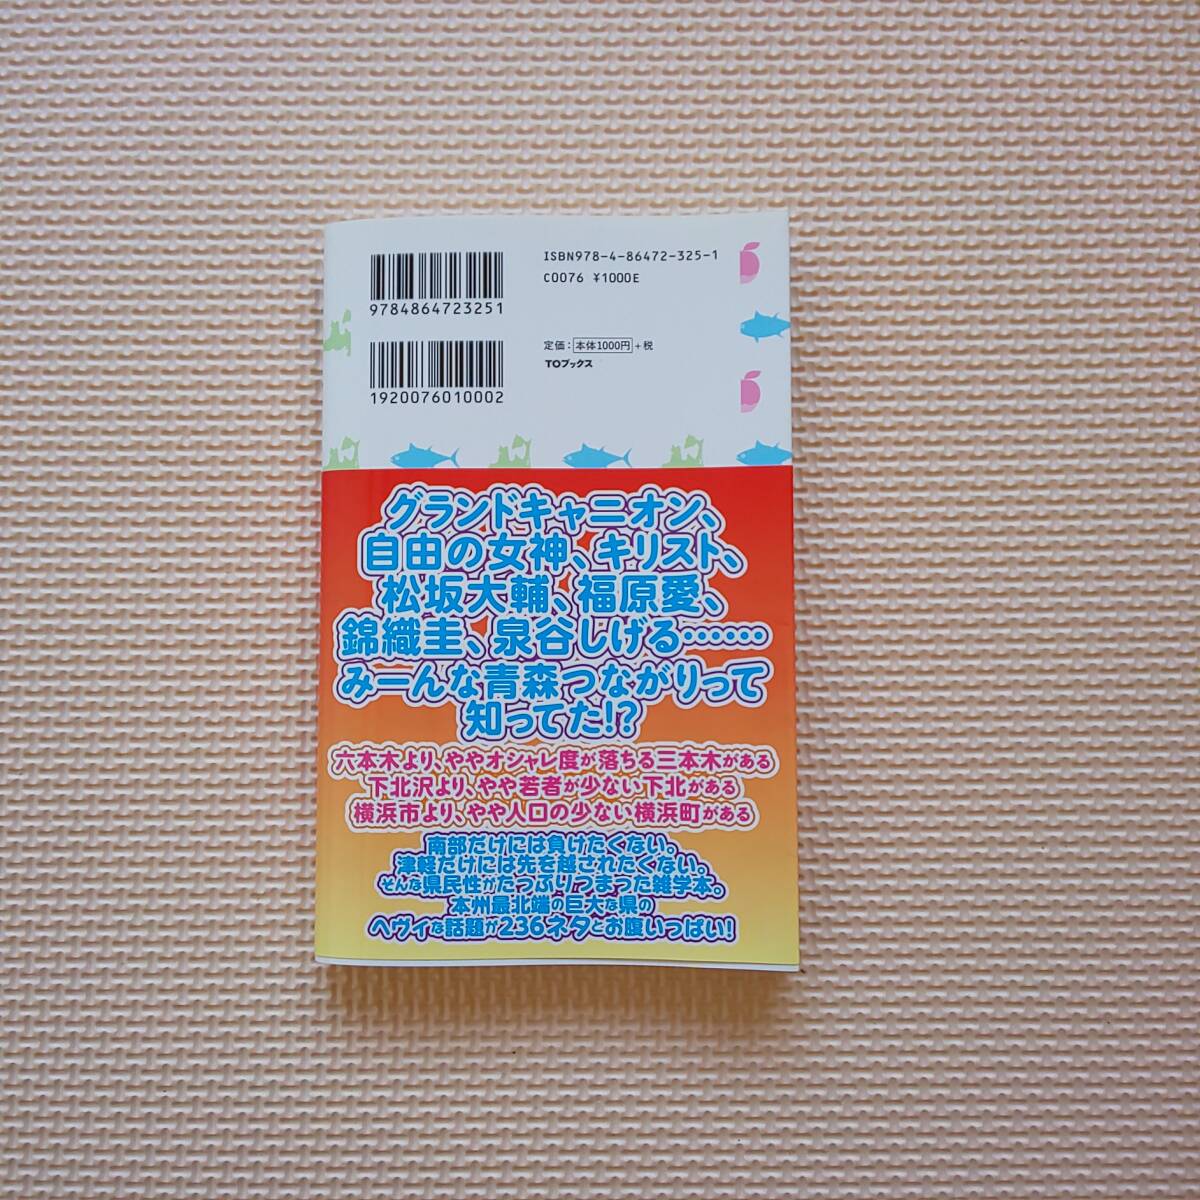 ISBN978-4-86472-325-1
C0076 ¥1000E
9784864723251
定価：本体1000円＋税
TOブックス
1920076010002
グランドキャニオン、
自由の女神、キリスト、
松坂大輔、福原愛、
錦織圭、泉谷しげる……
みーんな青森つながりって
知ってた!?
六本木より、ややオシャレ度が落ちる三本木がある
下北沢より、やや若者が少ない下北がある
横浜市より、やや人口の少ない横浜町がある
南部だけには負けたくない。
津軽だけには先を越されたくない。
そんな県民性がたっぷりつまった雑学本。
本州最北端の巨大な県の
ヘヴィな話題が236ネタとお腹いっぱい!